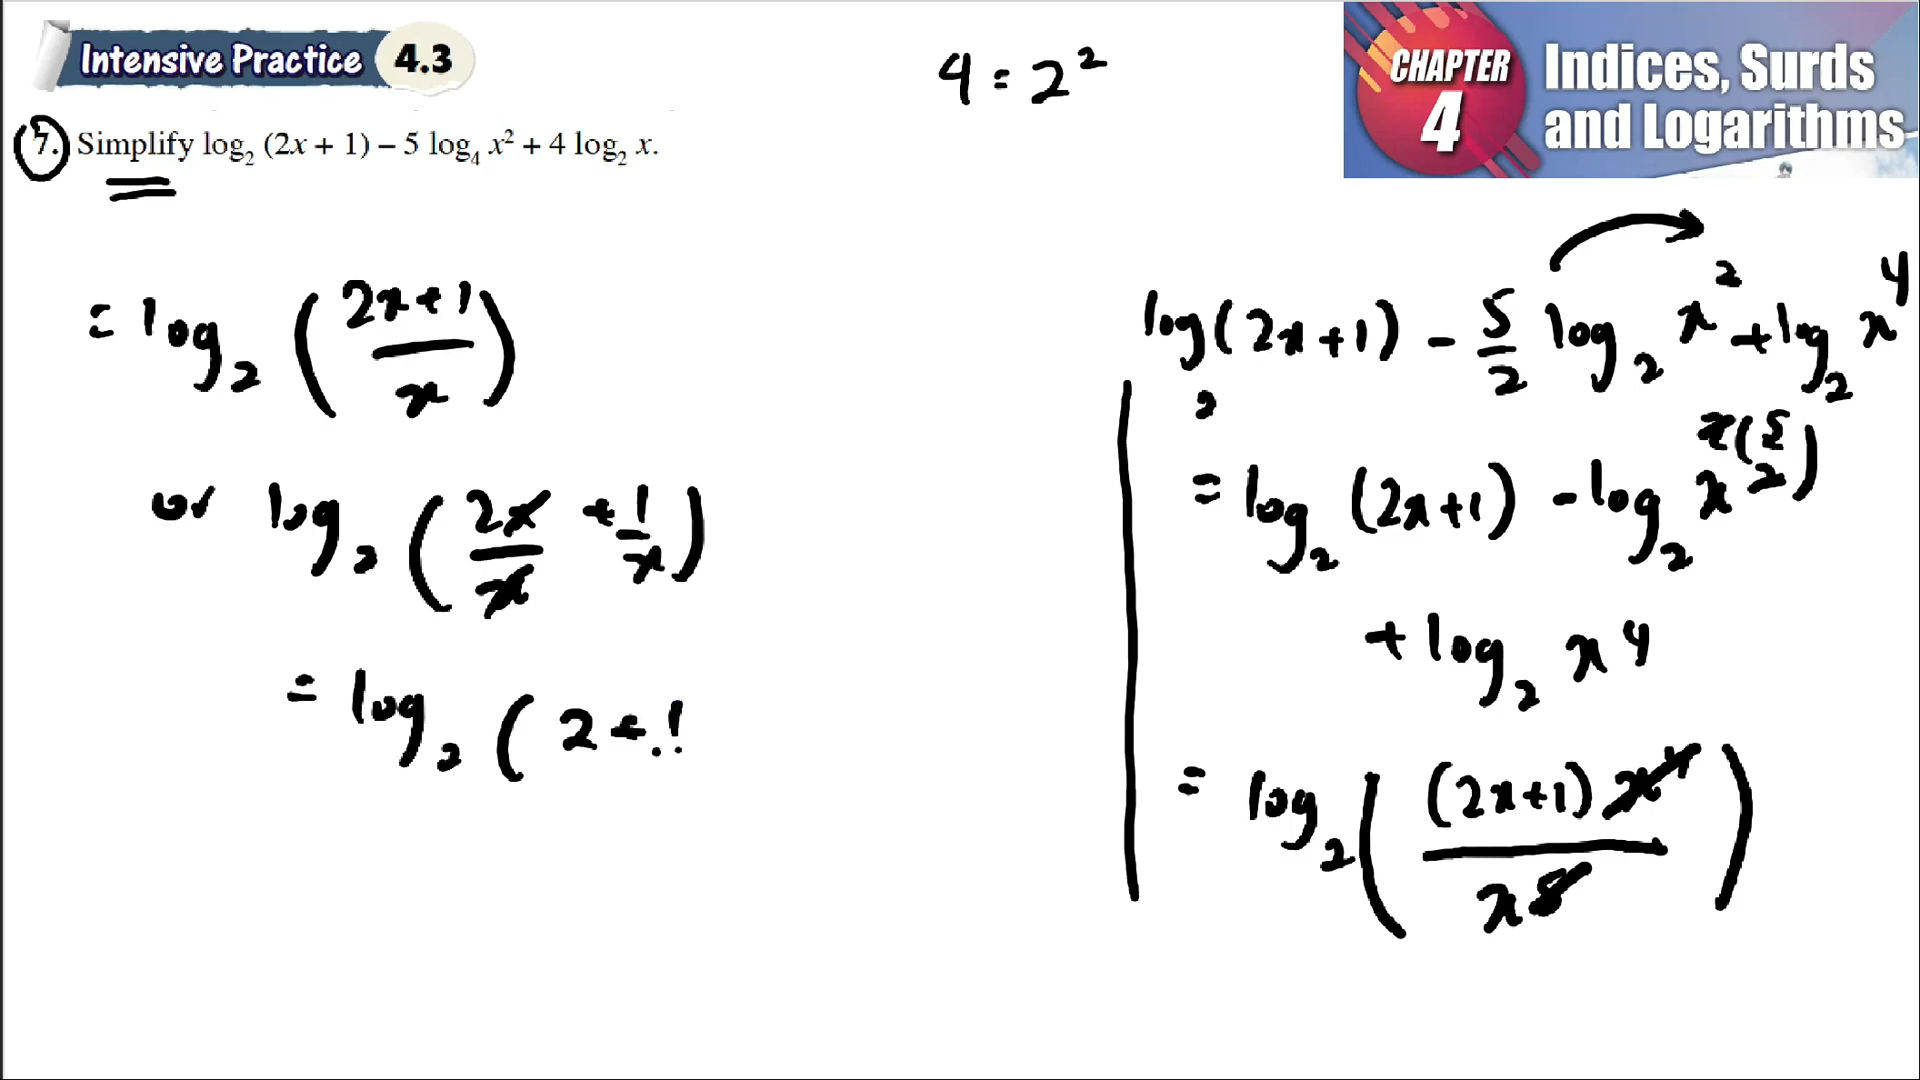 Intensive Practice 4.3
4 = 2²
CHAPTER 4
Indices, Surds
and Logarithms
7. Simplify log₂ (2x + 1) – 5 log₄ x² + 4 log₂ x.
= log₂ ((2x+1)/x)
or log₂ (2x/x + 1/x)
= log₂ ( 2 +
log₂(2x+1) - 5/2 log₂ x² + log₂ x⁴
= log₂ (2x+1) - log₂ x^(2(5/2))
+ log₂ x⁴
= log₂ ( (2x+1) x⁴ / x⁵ )